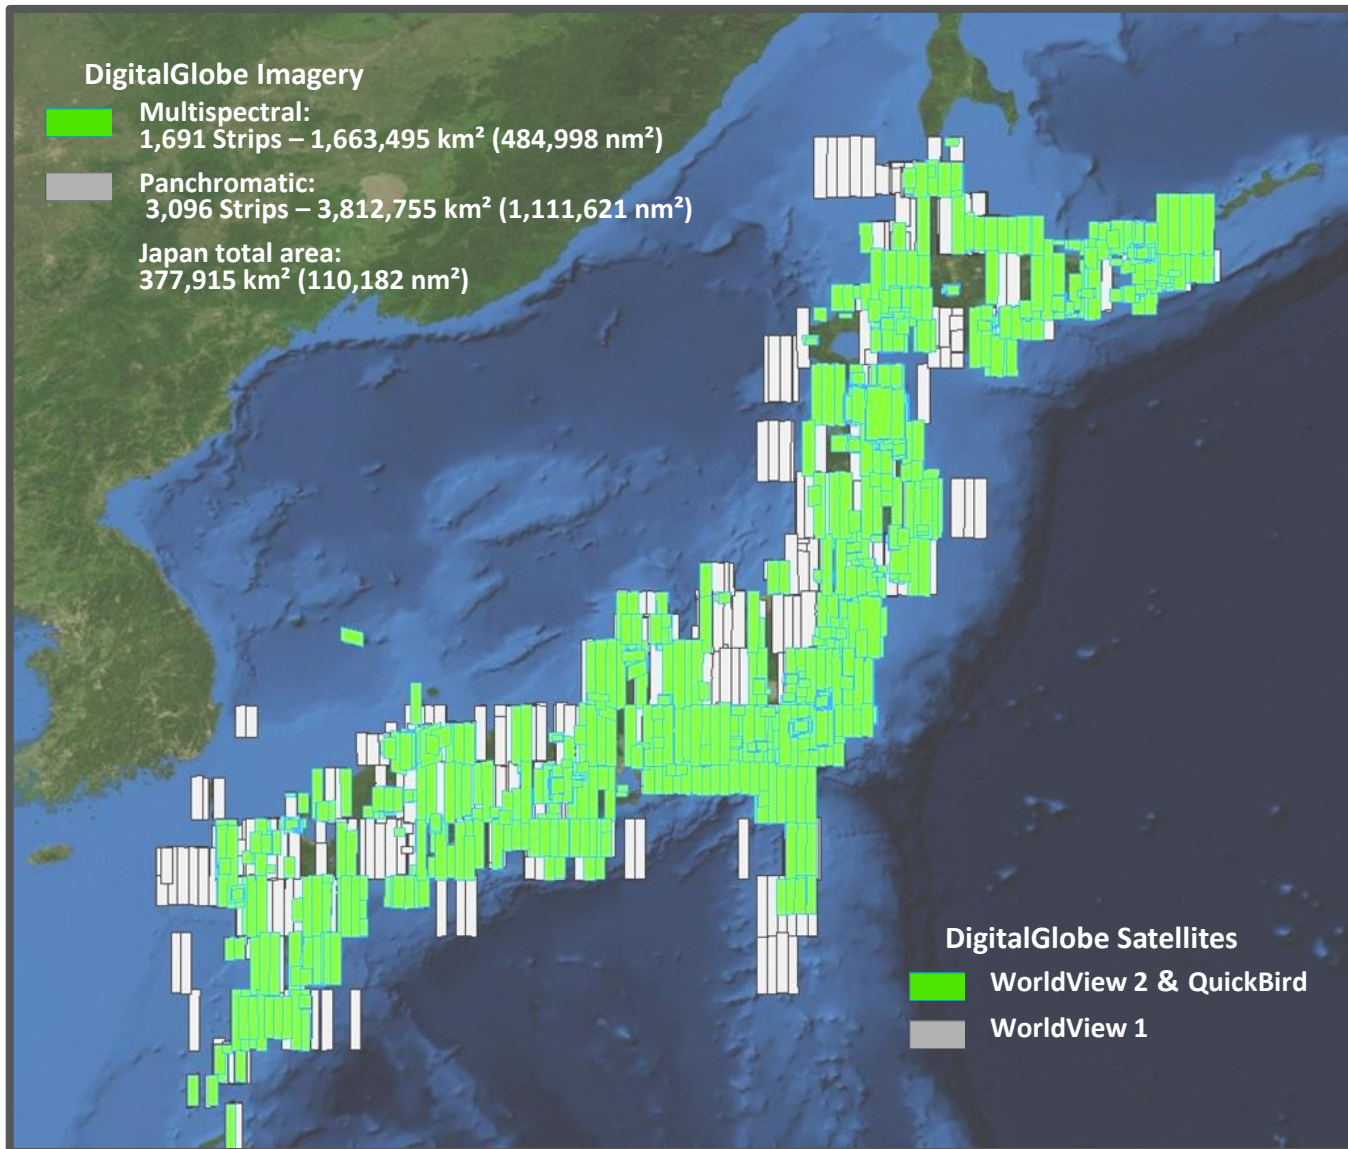 DigitalGlobe Imagery
Multispectral:
1,691 Strips – 1,663,495 km² (484,998 nm²)
Panchromatic:
3,096 Strips – 3,812,755 km² (1,111,621 nm²)
Japan total area:
377,915 km² (110,182 nm²)
DigitalGlobe Satellites
WorldView 2 & QuickBird
WorldView 1